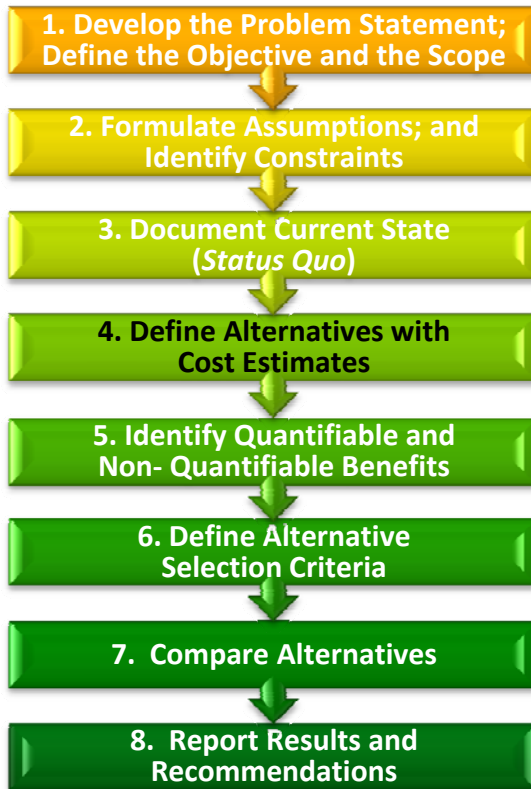 1. Develop the Problem Statement;
Define the Objective and the Scope
2. Formulate Assumptions; and
Identify Constraints
3. Document Current State
(Status Quo)
4. Define Alternatives with
Cost Estimates
5. Identify Quantifiable and
Non- Quantifiable Benefits
6. Define Alternative
Selection Criteria
7. Compare Alternatives
8. Report Results and
Recommendations